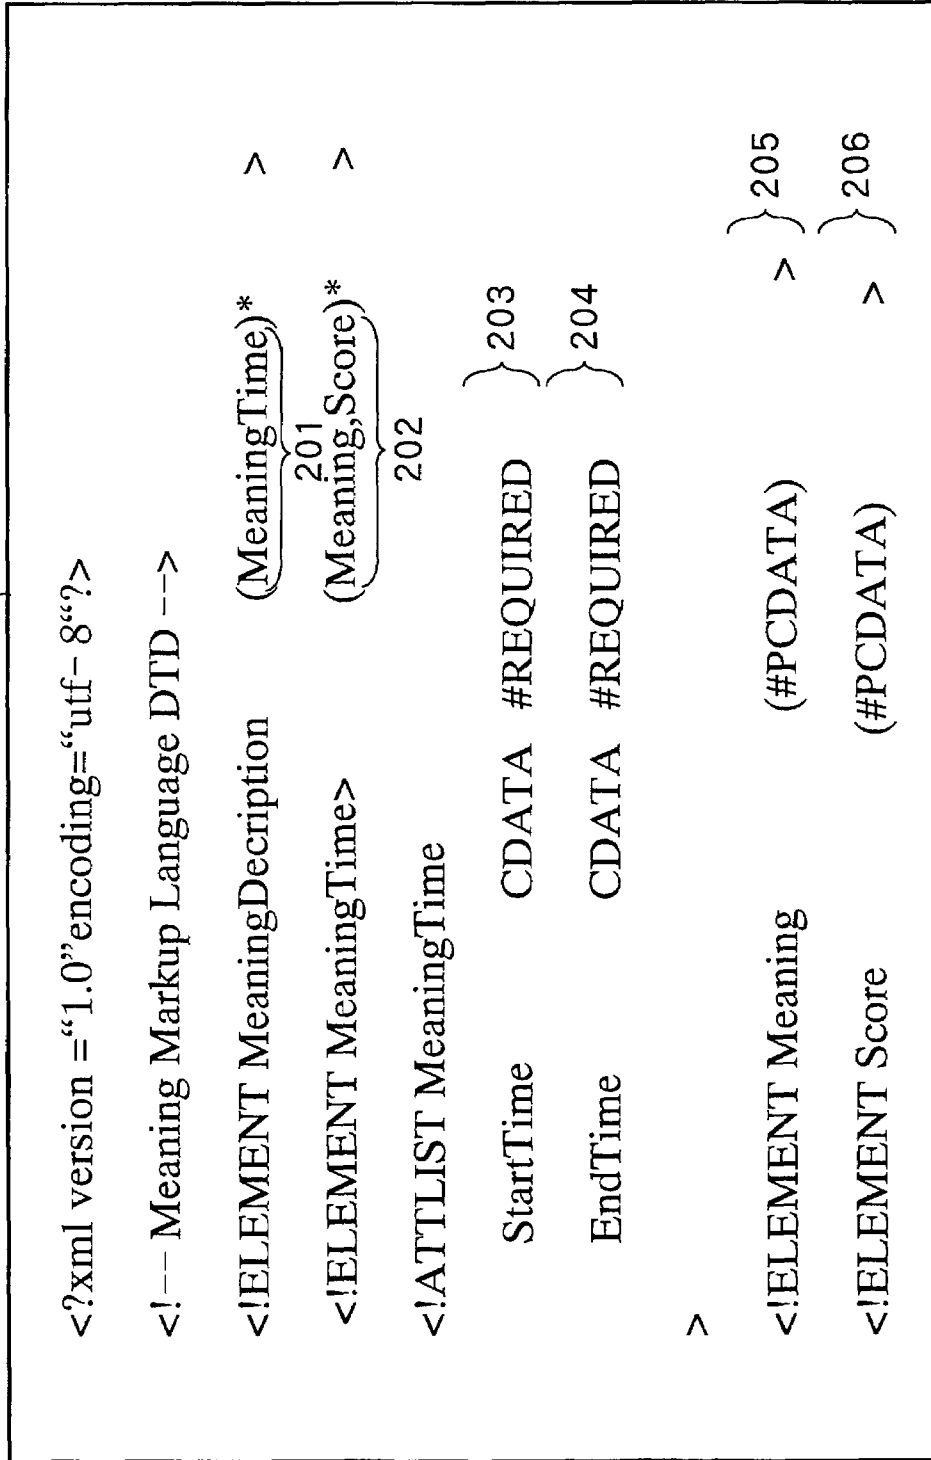 <?xml version =“1.0”encoding=“utf- 8“?>
<!-- Meaning Markup Language DTD -->
<!ELEMENT MeaningDecription (MeaningTime)* >
201
<!ELEMENT MeaningTime> (Meaning,Score)* >
202
<!ATTLIST MeaningTime
StartTime CDATA #REQUIRED 203
EndTime CDATA #REQUIRED 204
>
<!ELEMENT Meaning (#PCDATA) > 205
<!ELEMENT Score (#PCDATA) > 206